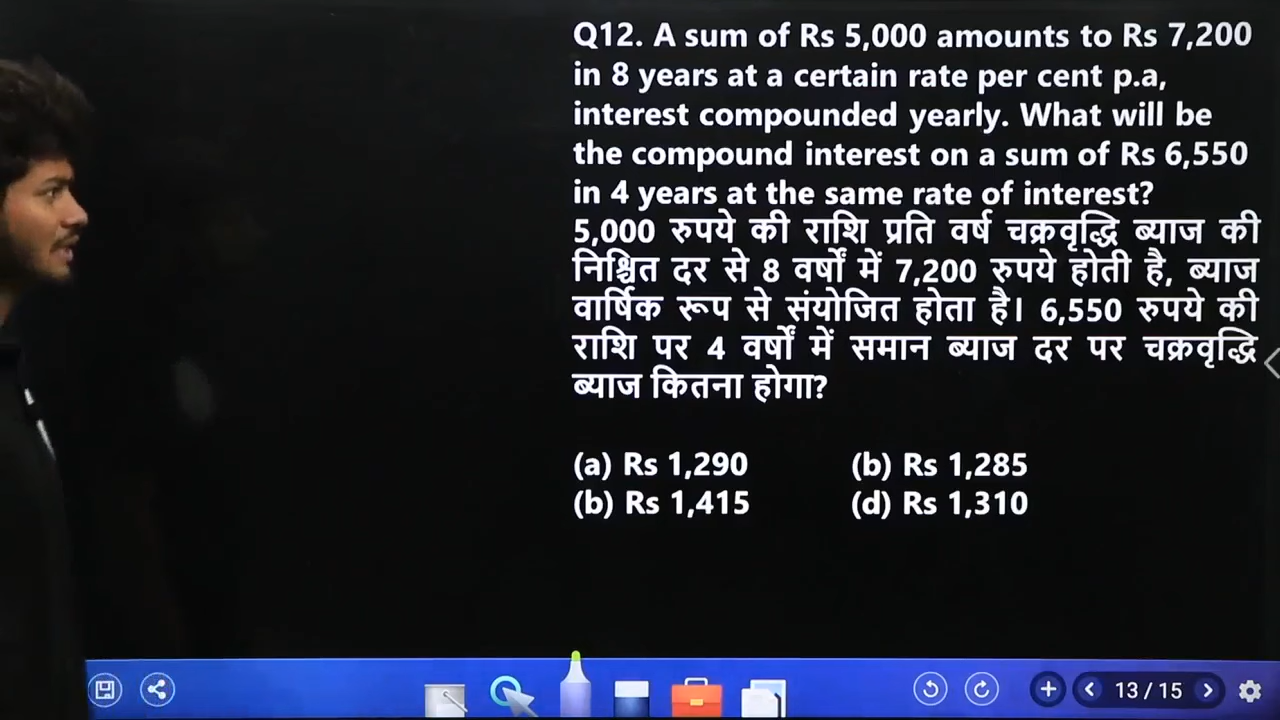 Q12. A sum of Rs 5,000 amounts to Rs 7,200
in 8 years at a certain rate per cent p.a,
interest compounded yearly. What will be
the compound interest on a sum of Rs 6,550
in 4 years at the same rate of interest?
5,000 रुपये की राशि प्रति वर्ष चक्रवृद्धि ब्याज की
निश्चित दर से 8 वर्षों में 7,200 रुपये होती है, ब्याज
वार्षिक रूप से संयोजित होता है। 6,550 रुपये की
राशि पर 4 वर्षों में समान ब्याज दर पर चक्रवृद्धि
ब्याज कितना होगा?
(a) Rs 1,290 (b) Rs 1,285
(b) Rs 1,415 (d) Rs 1,310
13 / 15